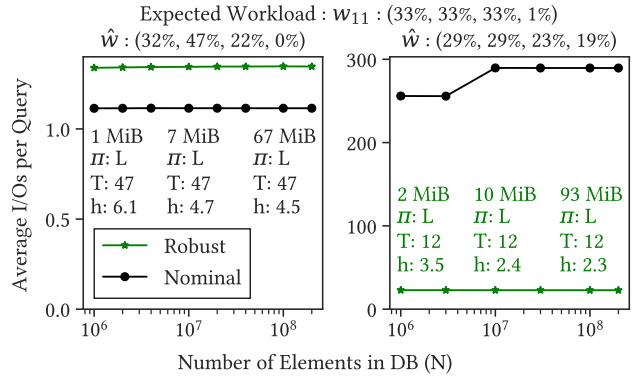 Expected Workload : w₁₁ : (33%, 33%, 33%, 1%)
ŵ : (32%, 47%, 22%, 0%)
ŵ : (29%, 29%, 23%, 19%)
Average I/Os per Query
1.0
0.5
0.0
1 MiB
π: L
T: 47
h: 6.1
7 MiB
π: L
T: 47
h: 4.7
67 MiB
π: L
T: 47
h: 4.5
Robust
Nominal
10⁶
10⁷
10⁸
300
200
100
0
2 MiB
π: L
T: 12
h: 3.5
10 MiB
π: L
T: 12
h: 2.4
93 MiB
π: L
T: 12
h: 2.3
10⁶
10⁷
10⁸
Number of Elements in DB (N)